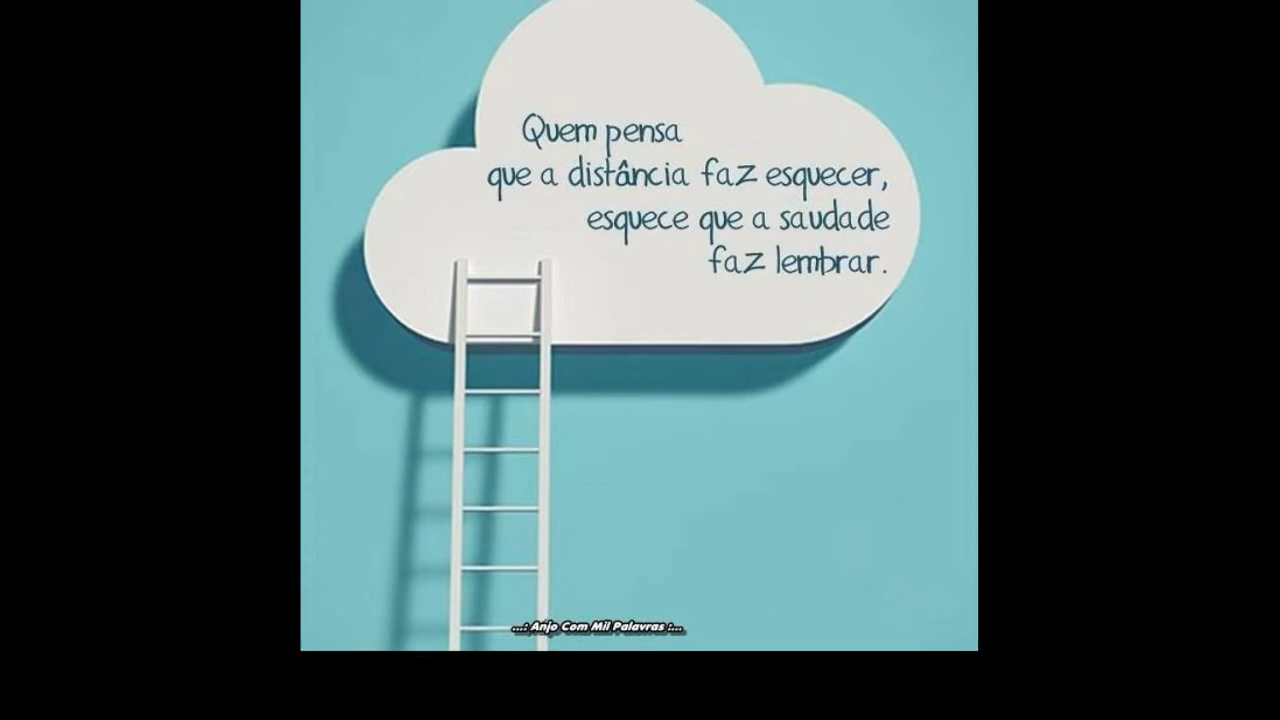 Quem pensa
que a distância faz esquecer,
esquece que a saudade
faz lembrar.
...: Anjo Com Mil Palavras :...